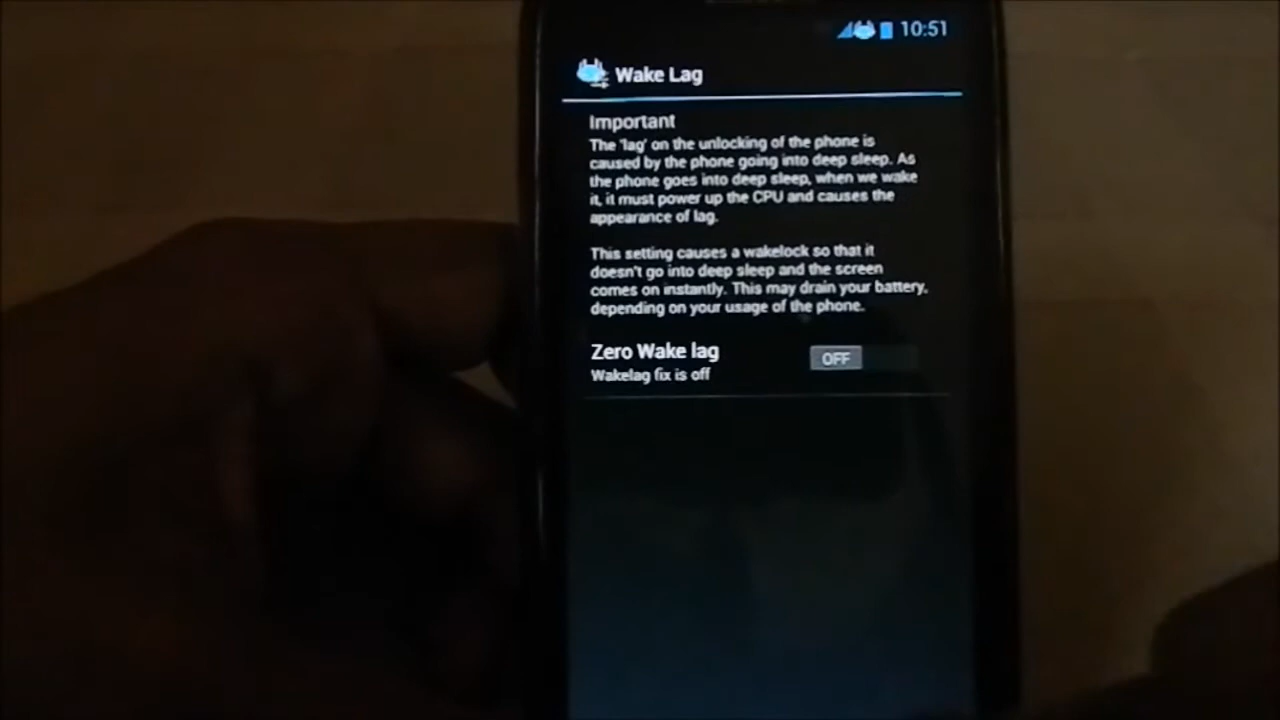 10:51
Wake Lag
Important
The 'lag' on the unlocking of the phone is
caused by the phone going into deep sleep. As
the phone goes into deep sleep, when we wake
it, it must power up the CPU and causes the
appearance of lag.
This setting causes a wakelock so that it
doesn't go into deep sleep and the screen
comes on instantly. This may drain your battery,
depending on your usage of the phone.
Zero Wake lag
OFF
Wakelag fix is off